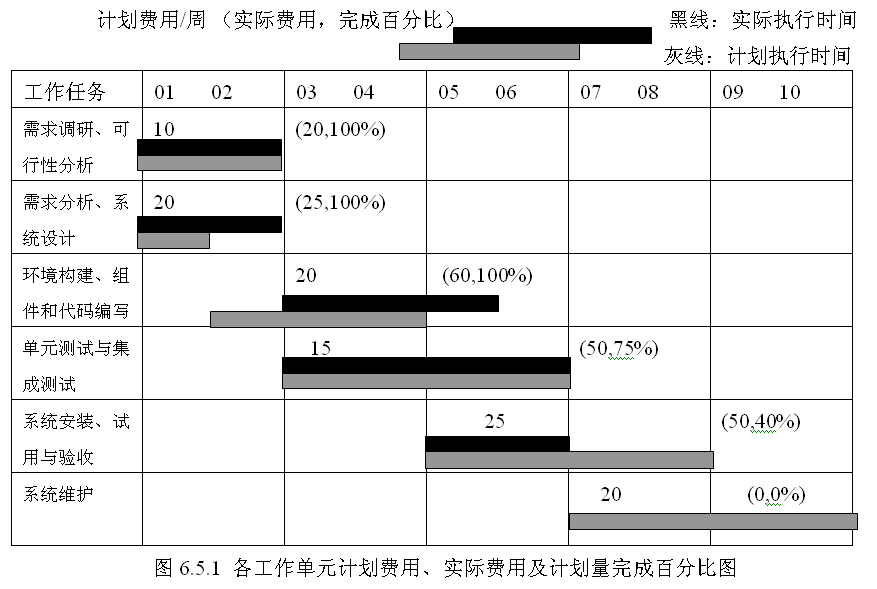 计划费用/周 （实际费用，完成百分比） 黑线：实际执行时间
灰线：计划执行时间
工作任务 01 02 03 04 05 06 07 08 09 10
需求调研、可 10 (20,100%)
行性分析
需求分析、系 20 (25,100%)
统设计
环境构建、组 20 (60,100%)
件和代码编写
单元测试与集 15 (50,75%)
成测试
系统安装、试 25 (50,40%)
用与验收
系统维护 20 (0,0%)
图 6.5.1 各工作单元计划费用、实际费用及计划量完成百分比图